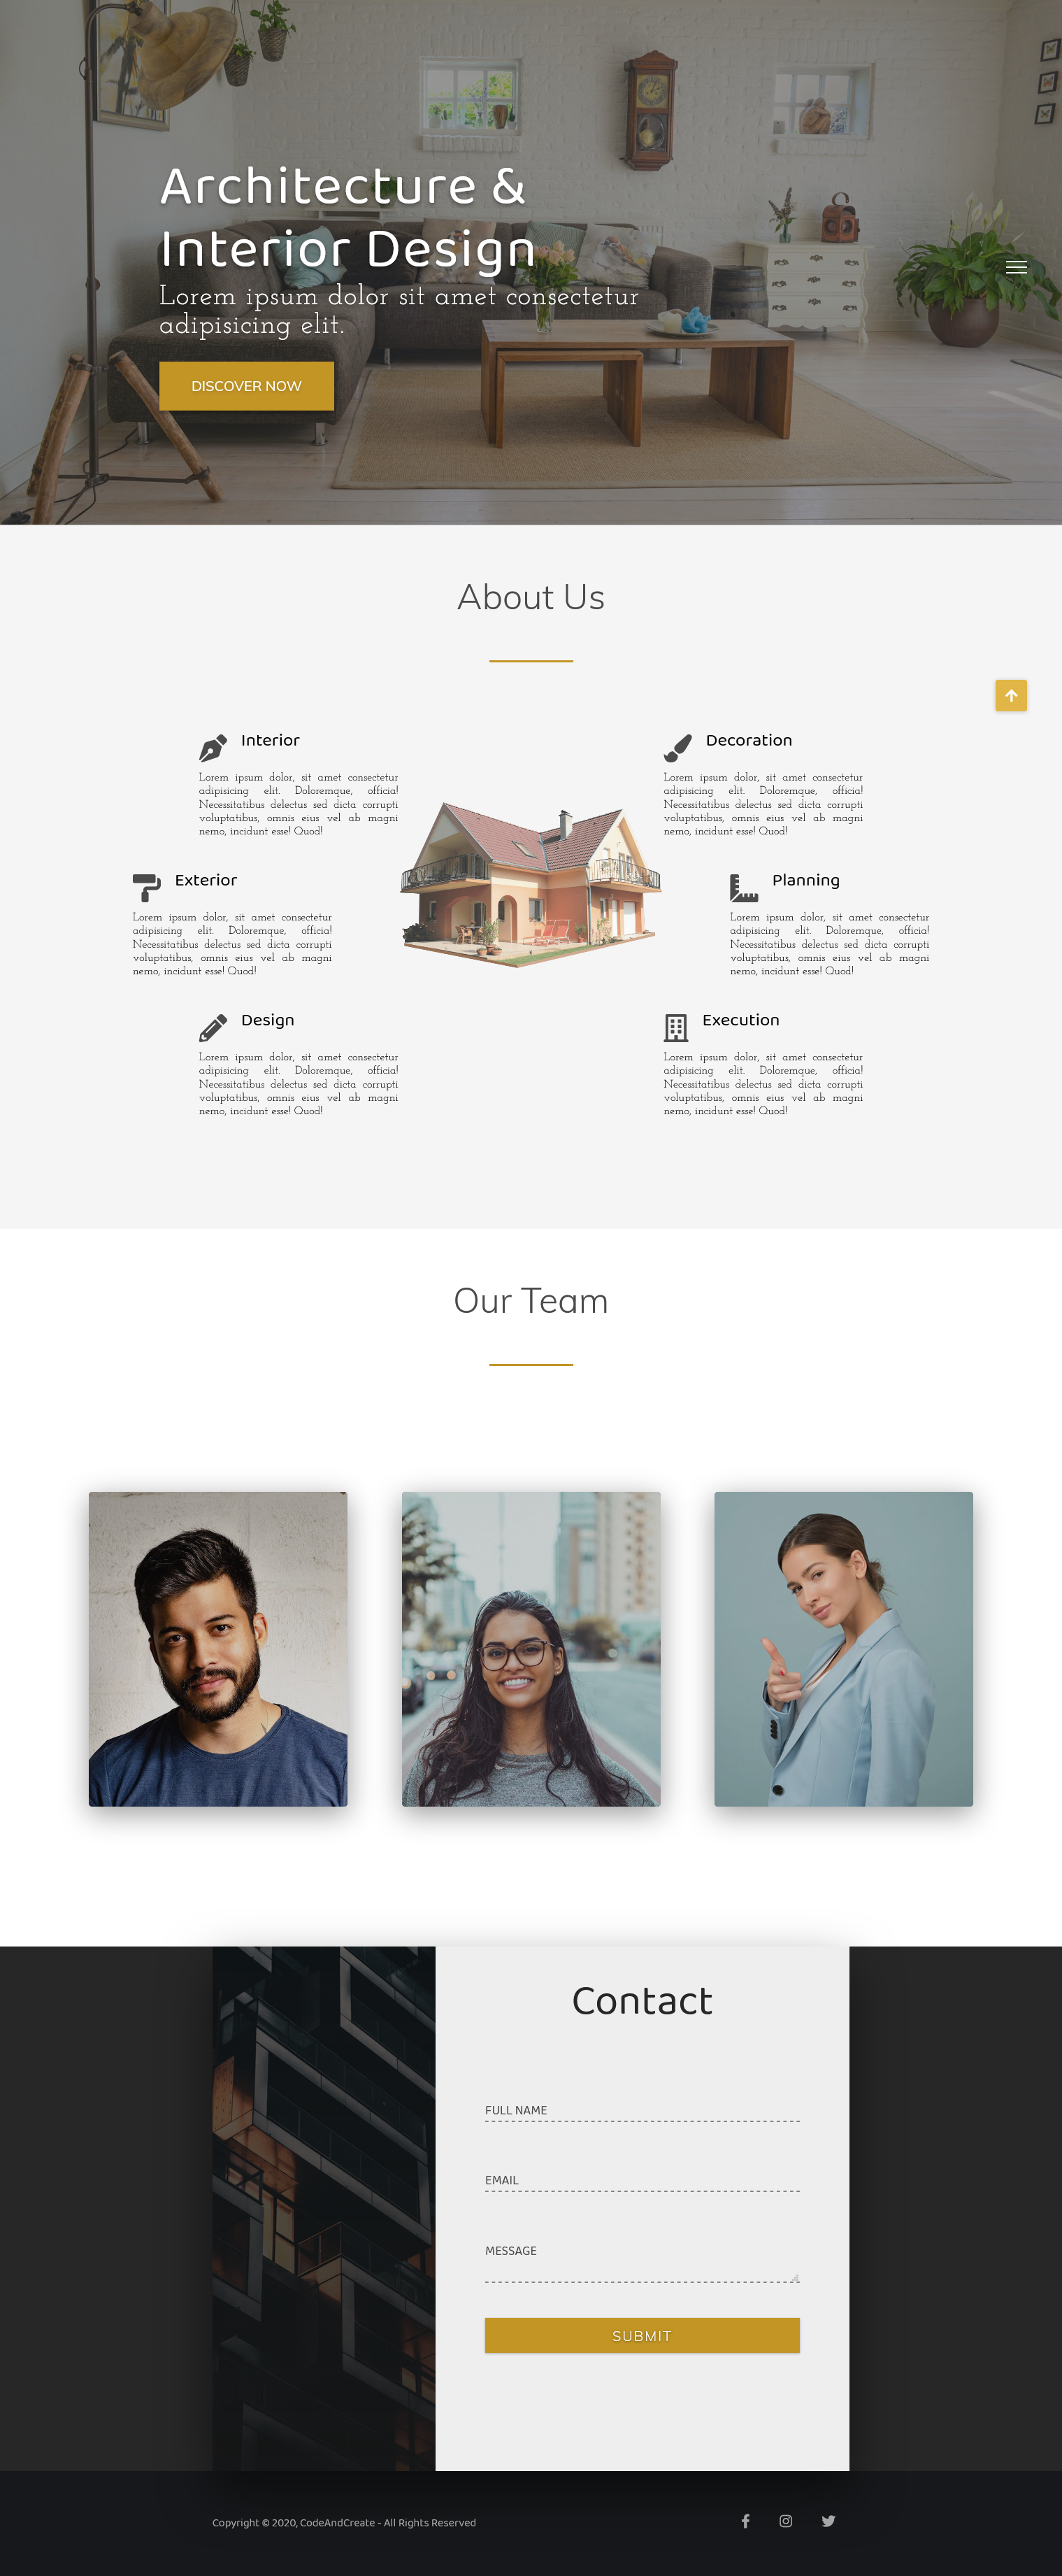 Architecture &
Interior Design
Lorem ipsum dolor sit amet consectetur
adipisicing elit.
DISCOVER NOW
About Us
Interior
Lorem ipsum dolor, sit amet consectetur
adipisicing elit. Doloremque, officia!
Necessitatibus delectus sed dicta corrupti
voluptatibus, omnis eius vel ab magni
nemo, incidunt esse! Quod!
Decoration
Lorem ipsum dolor, sit amet consectetur
adipisicing elit. Doloremque, officia!
Necessitatibus delectus sed dicta corrupti
voluptatibus, omnis eius vel ab magni
nemo, incidunt esse! Quod!
Exterior
Lorem ipsum dolor, sit amet consectetur
adipisicing elit. Doloremque, officia!
Necessitatibus delectus sed dicta corrupti
voluptatibus, omnis eius vel ab magni
nemo, incidunt esse! Quod!
Planning
Lorem ipsum dolor, sit amet consectetur
adipisicing elit. Doloremque, officia!
Necessitatibus delectus sed dicta corrupti
voluptatibus, omnis eius vel ab magni
nemo, incidunt esse! Quod!
Design
Lorem ipsum dolor, sit amet consectetur
adipisicing elit. Doloremque, officia!
Necessitatibus delectus sed dicta corrupti
voluptatibus, omnis eius vel ab magni
nemo, incidunt esse! Quod!
Execution
Lorem ipsum dolor, sit amet consectetur
adipisicing elit. Doloremque, officia!
Necessitatibus delectus sed dicta corrupti
voluptatibus, omnis eius vel ab magni
nemo, incidunt esse! Quod!
Our Team
Contact
FULL NAME
EMAIL
MESSAGE
SUBMIT
Copyright © 2020, CodeAndCreate - All Rights Reserved